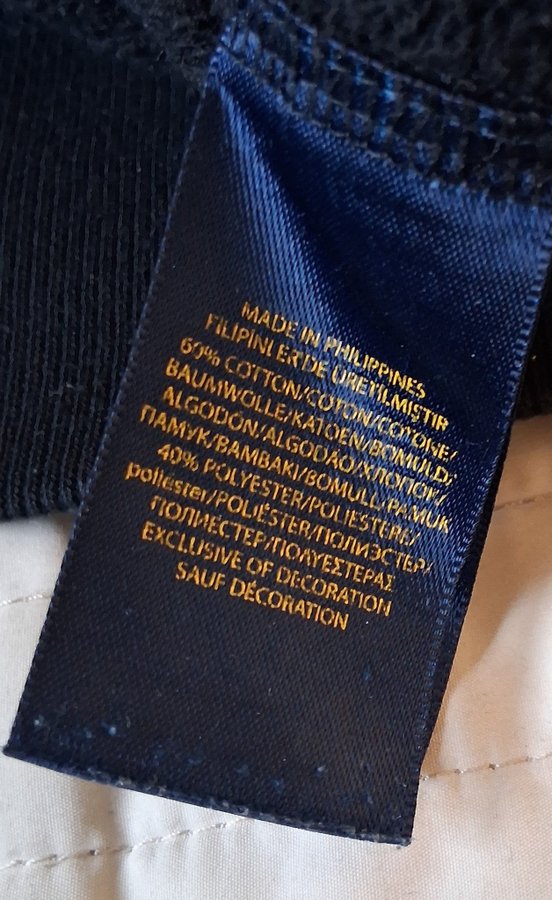 MADE IN PHILIPPINES
FILIPINLER'DE ÜRETILMIŞTIR
60% COTTON/COTON/COTONE/
BAUMWOLLE/KATOEN/BOMULD/
ALGODÓN/ALGODÃO/ХЛОПОК/
ПАМУК/BAMBAKI/BOMULL/PAMUK
40% POLYESTER/POLIESTERE/
poliester/POLIÉSTER/ПОЛИЭСТЕР/
ПОЛИЕСТЕР/ΠΟΛΥΕΣΤΕΡΑΣ
EXCLUSIVE OF DECORATION
SAUF DÉCORATION